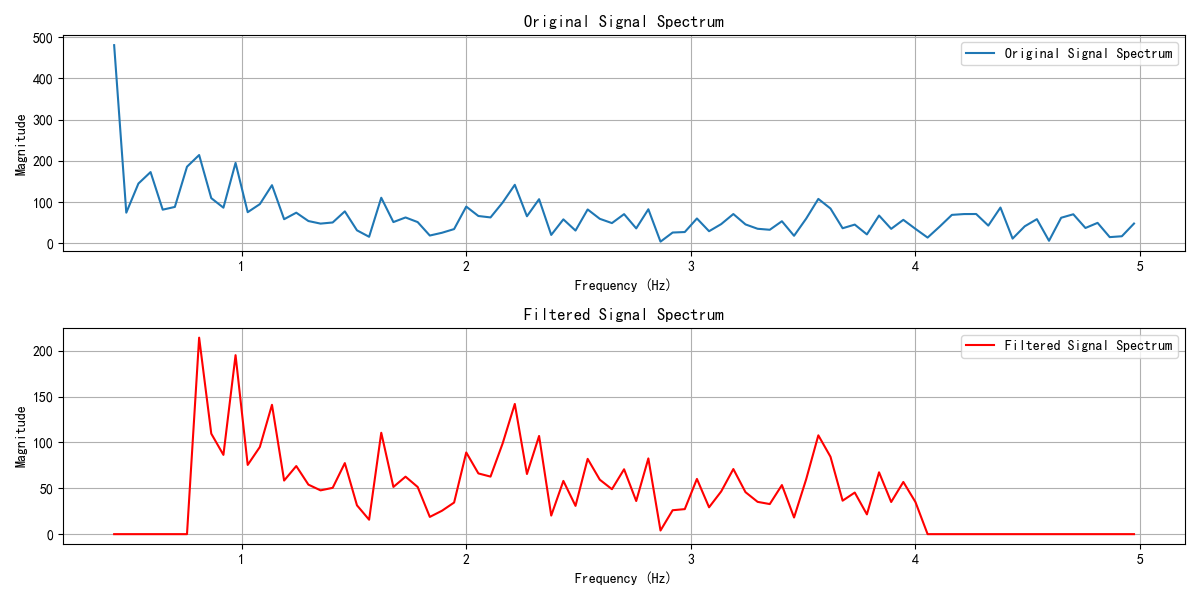 Original Signal Spectrum
500
400
300
200
100
0
Magnitude
Original Signal Spectrum
1
2
3
4
5
Frequency (Hz)
Filtered Signal Spectrum
200
150
100
50
0
Magnitude
Filtered Signal Spectrum
1
2
3
4
5
Frequency (Hz)